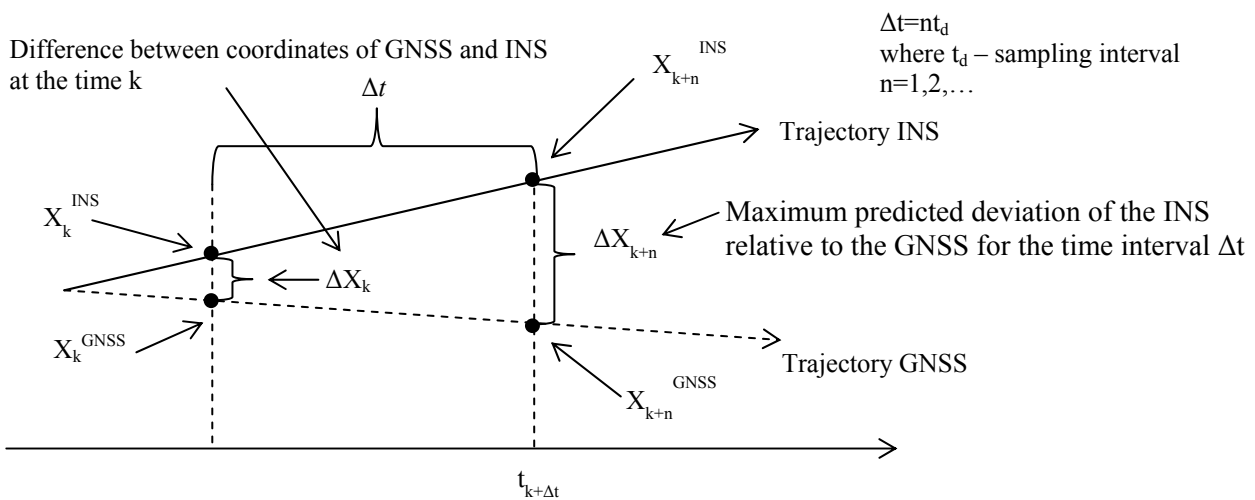 Difference between coordinates of GNSS and INS
at the time k
Δt
X_{k+n}^{INS}
Δt=nt_d
where t_d – sampling interval
n=1,2,…
Trajectory INS
X_k^{INS}
ΔX_k
ΔX_{k+n}
Maximum predicted deviation of the INS
relative to the GNSS for the time interval Δt
X_k^{GNSS}
Trajectory GNSS
X_{k+n}^{GNSS}
t_{k+Δt}